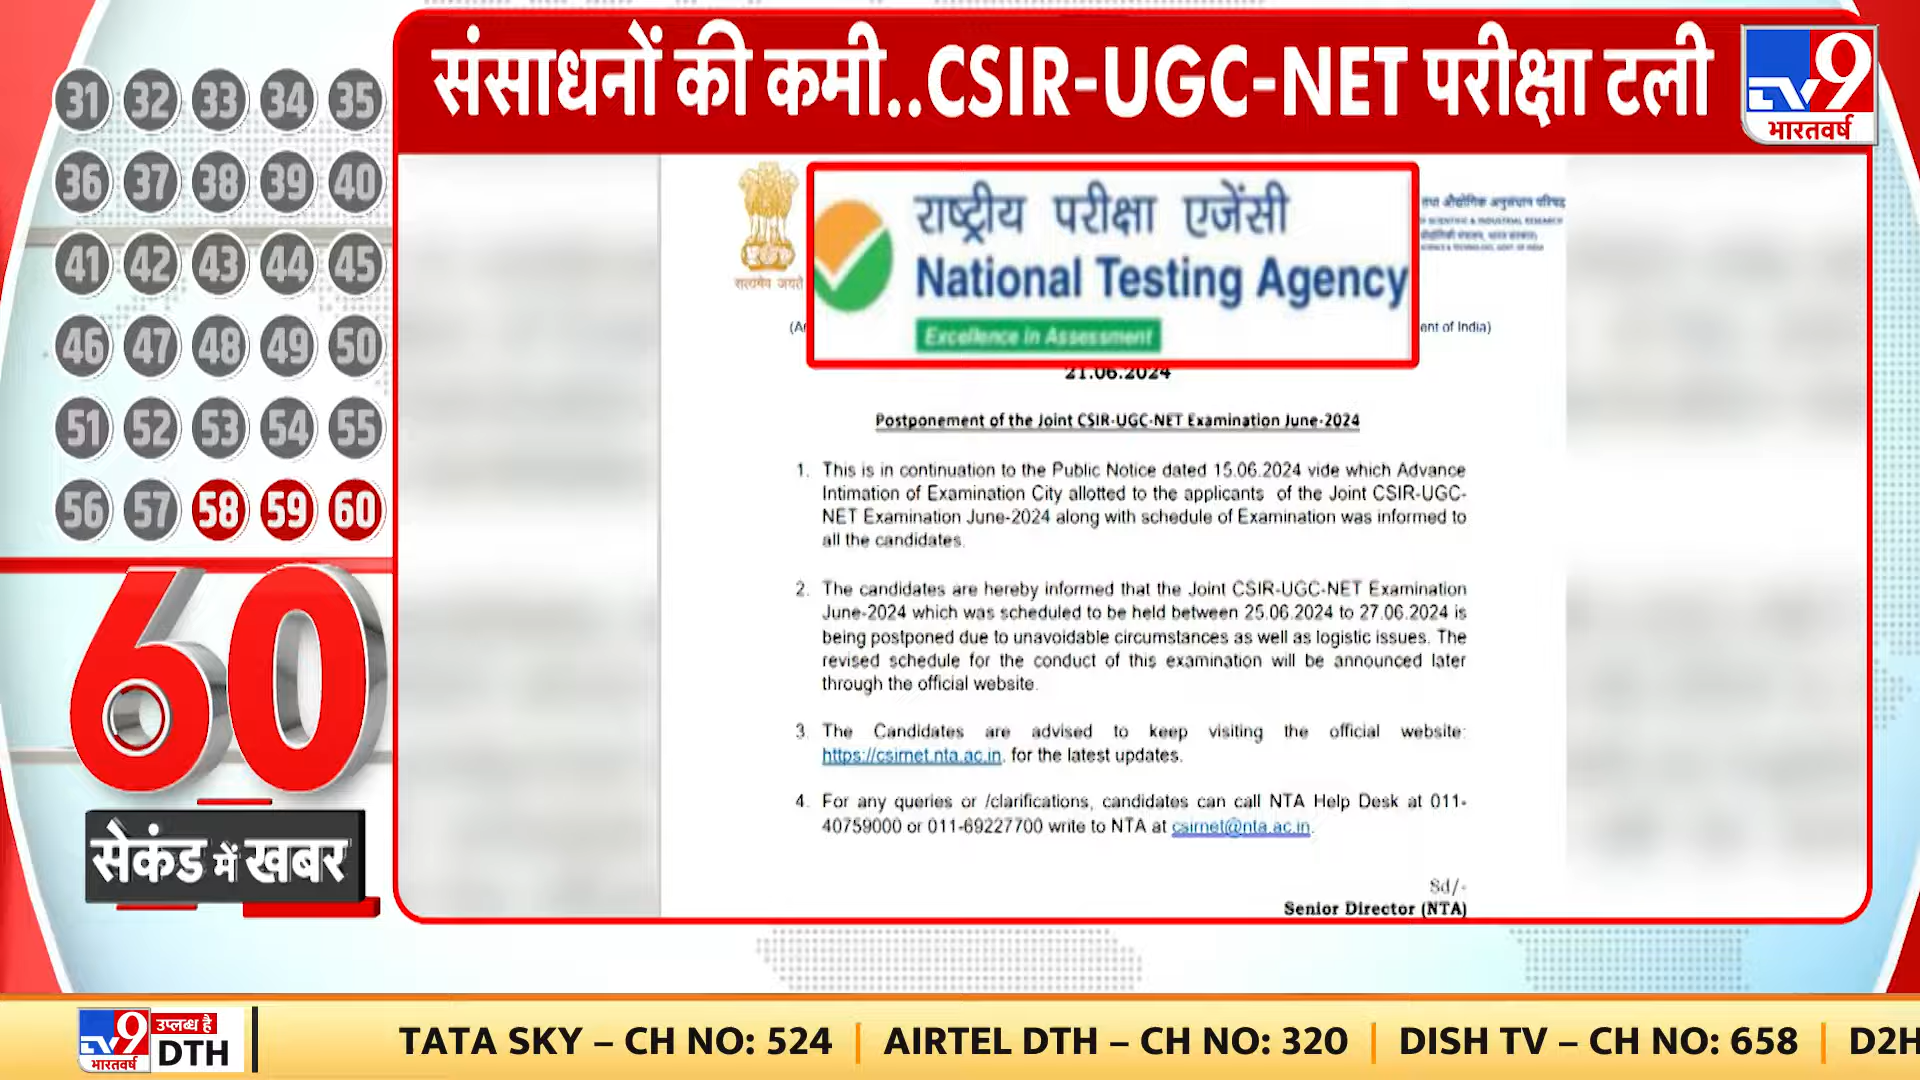 संसाधनों की कमी..CSIR-UGC-NET परीक्षा टली
TV9
भारतवर्ष
31 32 33 34 35
36 37 38 39 40
41 42 43 44 45
46 47 48 49 50
51 52 53 54 55
56 57 58 59 60
60
सेकंड में खबर
सत्यमेव जयते
राष्ट्रीय परीक्षा एजेंसी
National Testing Agency
Excellence in Assessment
तथा औद्योगिक अनुसंधान परिषद
SCIENTIFIC & INDUSTRIAL RESEARCH
ent of India)
21.06.2024
Postponement of the Joint CSIR-UGC-NET Examination June-2024
1. This is in continuation to the Public Notice dated 15.06.2024 vide which Advance
Intimation of Examination City allotted to the applicants of the Joint CSIR-UGC-
NET Examination June-2024 along with schedule of Examination was informed to
all the candidates.
2. The candidates are hereby informed that the Joint CSIR-UGC-NET Examination
June-2024 which was scheduled to be held between 25.06.2024 to 27.06.2024 is
being postponed due to unavoidable circumstances as well as logistic issues. The
revised schedule for the conduct of this examination will be announced later
through the official website.
3. The Candidates are advised to keep visiting the official website:
https://csirnet.nta.ac.in, for the latest updates.
4. For any queries or /clarifications, candidates can call NTA Help Desk at 011-
40759000 or 011-69227700 write to NTA at csirnet@nta.ac.in.
Sd/-
Senior Director (NTA)
TV9 भारतवर्ष उप्लब्ध है DTH
TATA SKY – CH NO: 524 | AIRTEL DTH – CH NO: 320 | DISH TV – CH NO: 658 | D2H